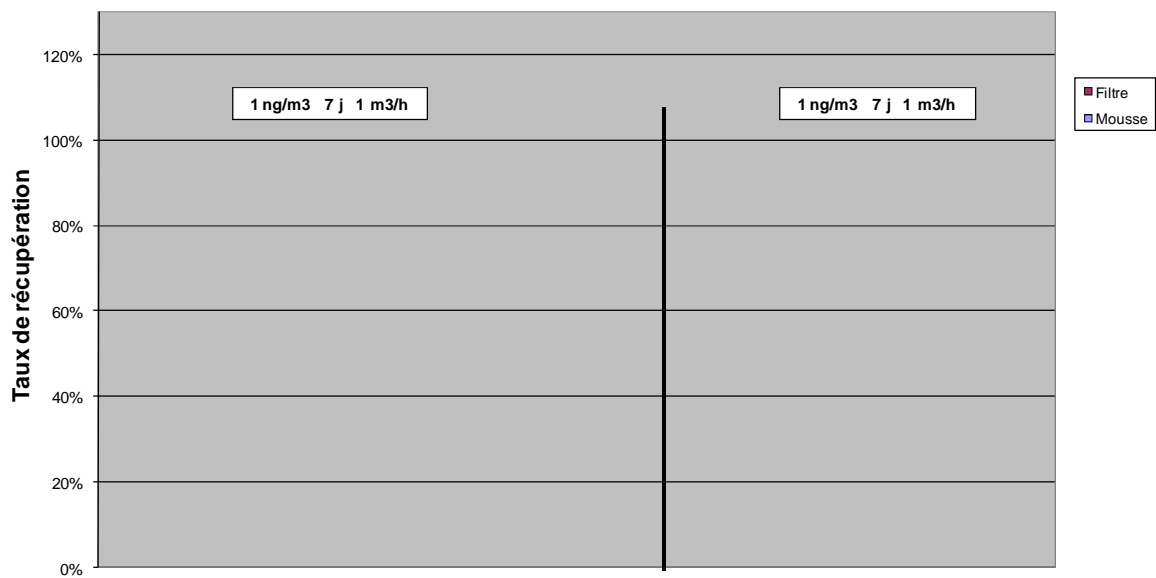 120%
1 ng/m3 7 j 1 m3/h
1 ng/m3 7 j 1 m3/h
Filtre
Mousse
100%
80%
60%
40%
20%
0%
Taux de récupération